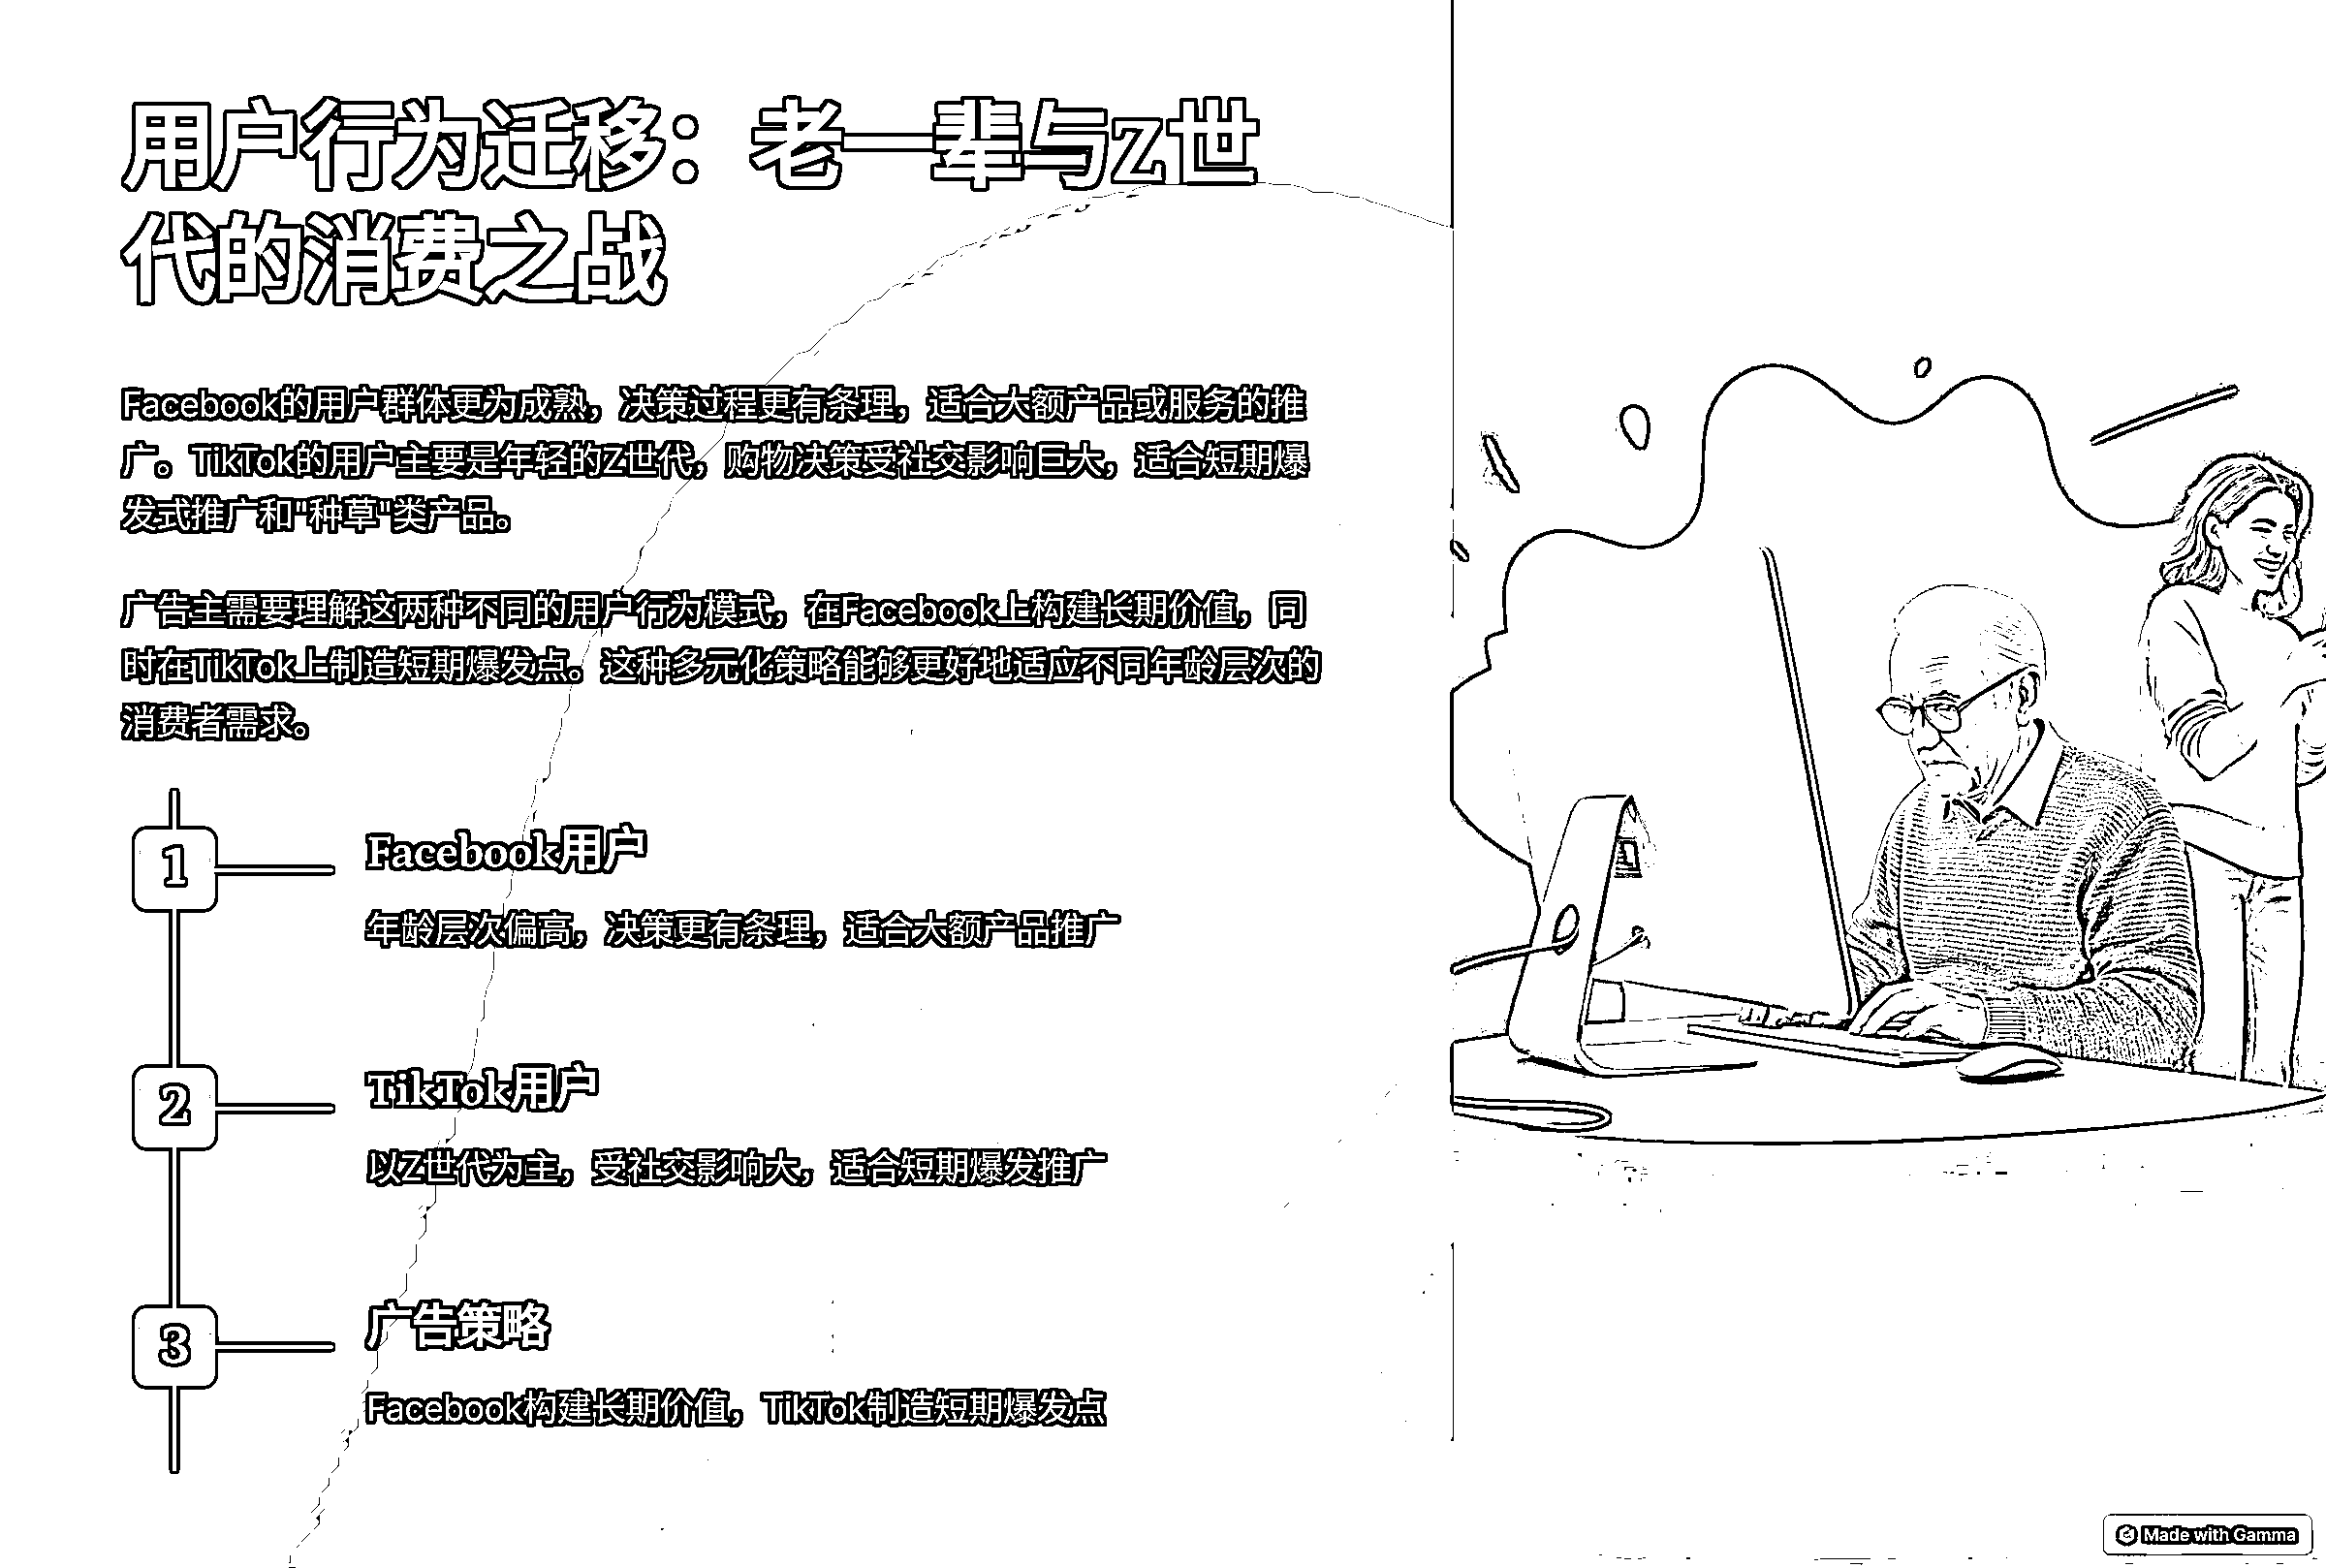 用户行为迁移：老一辈与Z世
代的消费之战
Facebook的用户群体更为成熟，决策过程更有条理，适合大额产品或服务的推
广。TikTok的用户主要是年轻的Z世代，购物决策受社交影响巨大，适合短期爆
发式推广和"种草"类产品。
广告主需要理解这两种不同的用户行为模式，在Facebook上构建长期价值，同
时在TikTok上制造短期爆发点。这种多元化策略能够更好地适应不同年龄层次的
消费者需求。
1
Facebook用户
年龄层次偏高，决策更有条理，适合大额产品推广
2
TikTok用户
以Z世代为主，受社交影响大，适合短期爆发推广
3
广告策略
Facebook构建长期价值，TikTok制造短期爆发点
Made with Gamma